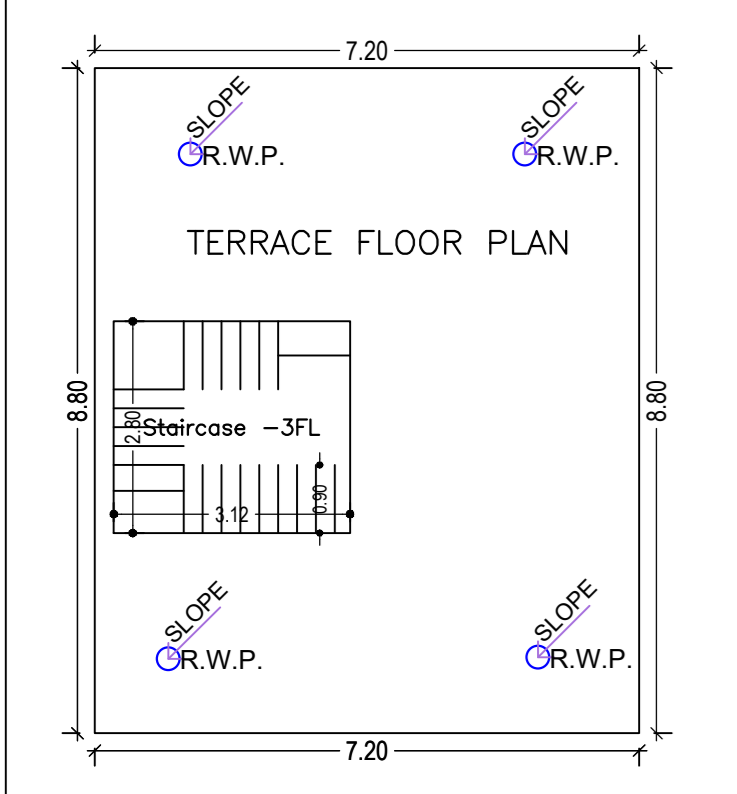 7.20
SLOPE
SLOPE
R.W.P.
R.W.P.
TERRACE FLOOR PLAN
8.80
8.80
2.80
Staircase -3FL
0.90
3.12
SLOPE
SLOPE
R.W.P.
R.W.P.
7.20